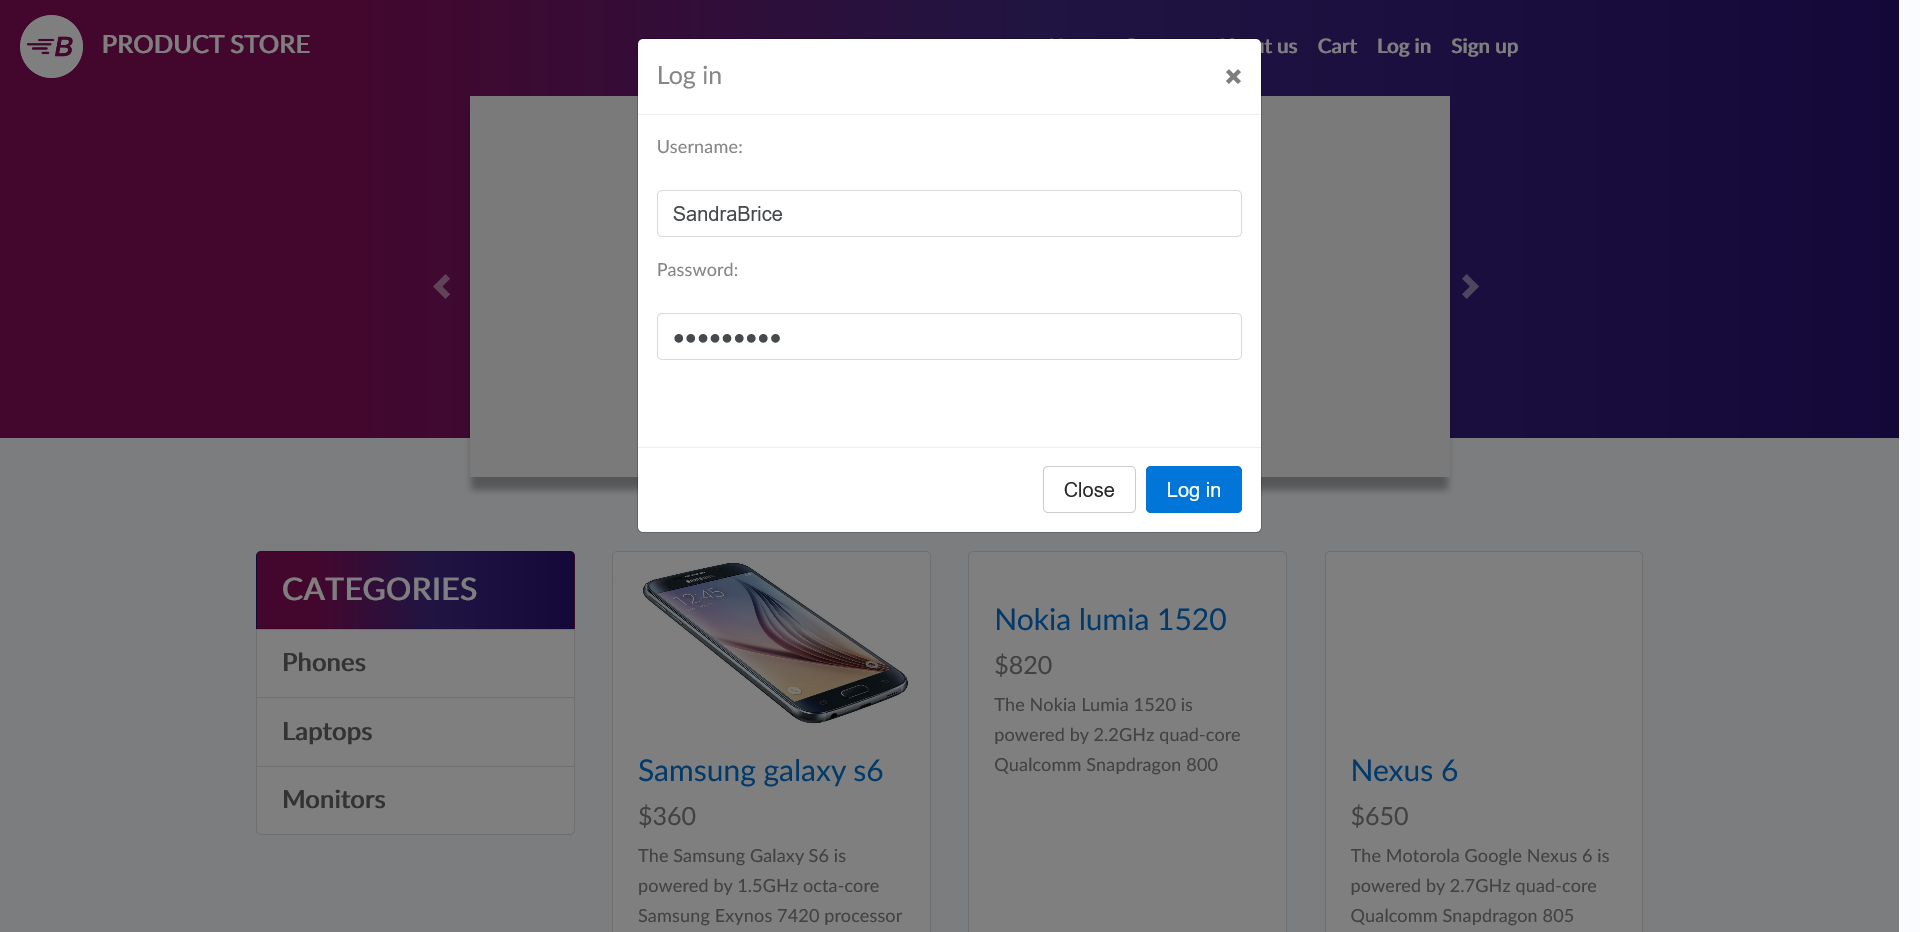 B PRODUCT STORE
t us Cart Log in Sign up
Log in
Username:
SandraBrice
Password:
•••••••••
Close Log in
CATEGORIES
Phones
Laptops
Monitors
12:45
Samsung galaxy s6
$360
The Samsung Galaxy S6 is
powered by 1.5GHz octa-core
Samsung Exynos 7420 processor
Nokia lumia 1520
$820
The Nokia Lumia 1520 is
powered by 2.2GHz quad-core
Qualcomm Snapdragon 800
Nexus 6
$650
The Motorola Google Nexus 6 is
powered by 2.7GHz quad-core
Qualcomm Snapdragon 805